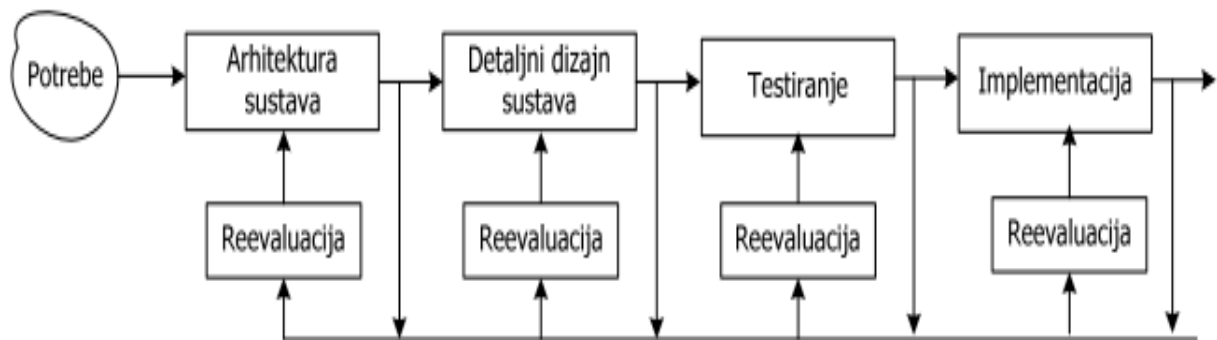 Potrebe
Arhitektura
sustava
Detaljni dizajn
sustava
Testiranje
Implementacija
Reevaluacija
Reevaluacija
Reevaluacija
Reevaluacija